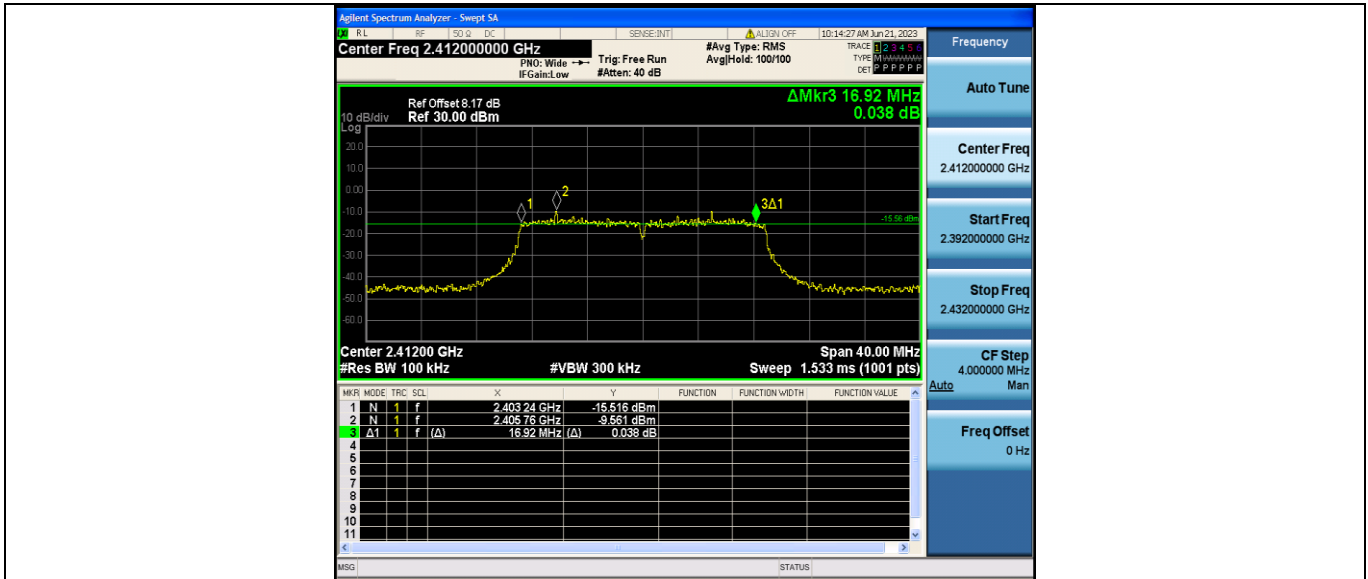 Agilent Spectrum Analyzer - Swept SA
LXI RL RF 50 Ω DC SENSE:INT ALIGN OFF 10:14:27 AM Jun 21, 2023
Center Freq 2.412000000 GHz
PNO: Wide
IFGain:Low
Trig: Free Run
#Atten: 40 dB
#Avg Type: RMS
Avg|Hold: 100/100
TRACE 1 2 3 4 5 6
TYPE M W W W W W
DET P P P P P P
ΔMkr3 16.92 MHz
0.038 dB
Ref Offset 8.17 dB
10 dB/div Ref 30.00 dBm
Log
20.0
10.0
0.00
-10.0
-20.0
-30.0
-40.0
-50.0
-60.0
1
2
3Δ1
-15.56 dBm
Center 2.41200 GHz Span 40.00 MHz
#Res BW 100 kHz #VBW 300 kHz Sweep 1.533 ms (1001 pts)
MKR MODE TRC SCL X Y FUNCTION FUNCTION WIDTH FUNCTION VALUE
1 N 1 f 2.403 24 GHz -15.516 dBm
2 N 1 f 2.405 76 GHz -9.561 dBm
3 Δ1 1 f (Δ) 16.92 MHz (Δ) 0.038 dB
4
5
6
7
8
9
10
11
MSG STATUS
Frequency
Auto Tune
Center Freq
2.412000000 GHz
Start Freq
2.392000000 GHz
Stop Freq
2.432000000 GHz
CF Step
4.000000 MHz
Auto Man
Freq Offset
0 Hz